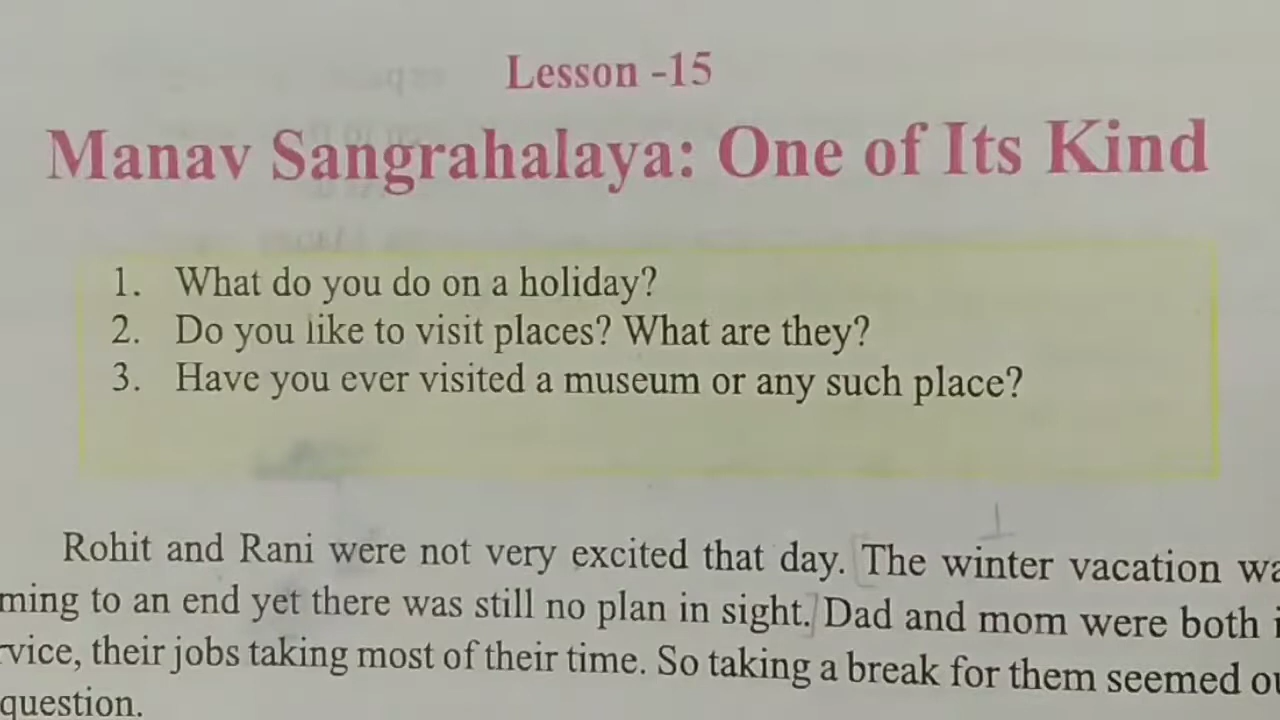 Lesson -15
Manav Sangrahalaya: One of Its Kind
1. What do you do on a holiday?
2. Do you like to visit places? What are they?
3. Have you ever visited a museum or any such place?
Rohit and Rani were not very excited that day. The winter vacation wa
ming to an end yet there was still no plan in sight. Dad and mom were both i
rvice, their jobs taking most of their time. So taking a break for them seemed ou
question.